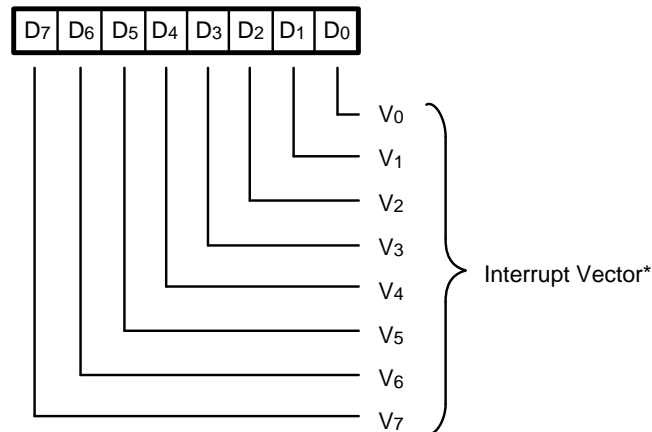 D7 D6 D5 D4 D3 D2 D1 D0
V0
V1
V2
V3
V4
V5
V6
V7
Interrupt Vector*